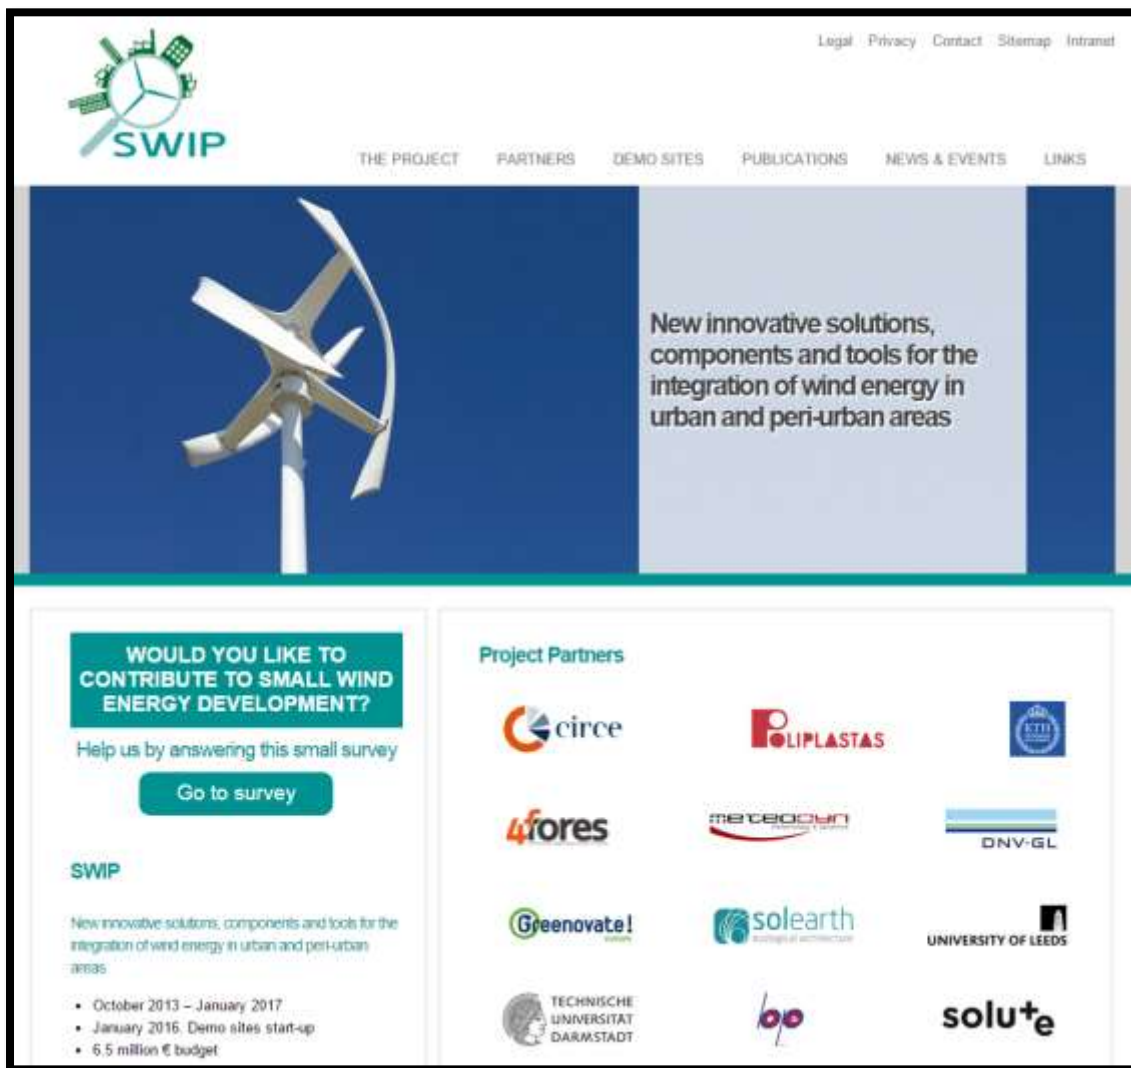 Legal Privacy Contact Sitemap Intranet
SWIP
THE PROJECT PARTNERS DEMO SITES PUBLICATIONS NEWS & EVENTS LINKS
New innovative solutions,
components and tools for the
integration of wind energy in
urban and peri-urban areas
WOULD YOU LIKE TO
CONTRIBUTE TO SMALL WIND
ENERGY DEVELOPMENT?
Help us by answering this small survey
Go to survey
SWIP
New innovative solutions, components and tools for the
integration of wind energy in urban and peri-urban
areas
• October 2013 – January 2017
• January 2016. Demo sites start-up
• 6.5 million € budget
Project Partners
circe
POLIPLASTAS
KTH
4fores
meteodyn
DNV·GL
Greenovate!
solearth
ecological architecture
UNIVERSITY OF LEEDS
TECHNISCHE
UNIVERSITÄT
DARMSTADT
bp
solute